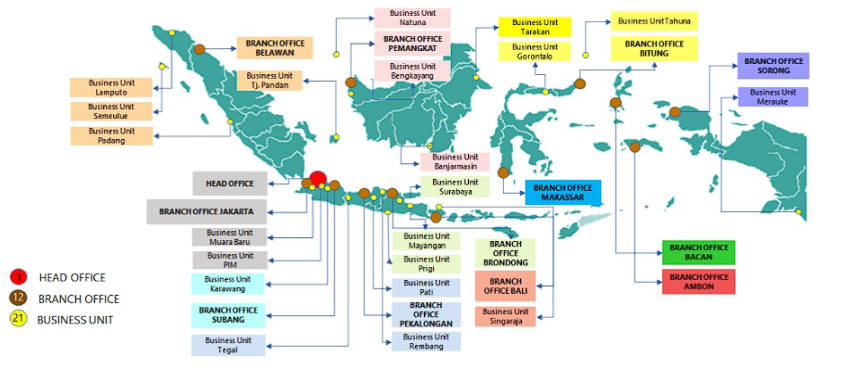 Business Unit
Natuna
BRANCH OFFICE
PEMANGKAT
Business Unit
Bengkayang
Business Unit
Tarakan
Business Unit
Gorontalo
Business Unit Tahuna
BRANCH OFFICE
BITUNG
BRANCH OFFICE
SORONG
Business Unit
Merauke
BRANCH OFFICE
BELAWAN
Business Unit
Tj. Pandan
Business Unit
Lamputo
Business Unit
Semeulue
Business Unit
Padang
Business Unit
Banjarmasin
Business Unit
Surabaya
BRANCH OFFICE
MAKASSAR
HEAD OFFICE
BRANCH OFFICE JAKARTA
Business Unit
Muara Baru
Business Unit
PIM
Business Unit
Karawang
BRANCH OFFICE
SUBANG
Business Unit
Tegal
Business Unit
Mayangan
Business Unit
Prigi
Business Unit
Pati
BRANCH
OFFICE
PEKALONGAN
Business Unit
Rembang
BRANCH
OFFICE
BRONDONG
BRANCH
OFFICE BALI
Business Unit
Singaraja
BRANCH OFFICE
BACAN
BRANCH OFFICE
AMBON
1 HEAD OFFICE
12 BRANCH OFFICE
21 BUSINESS UNIT